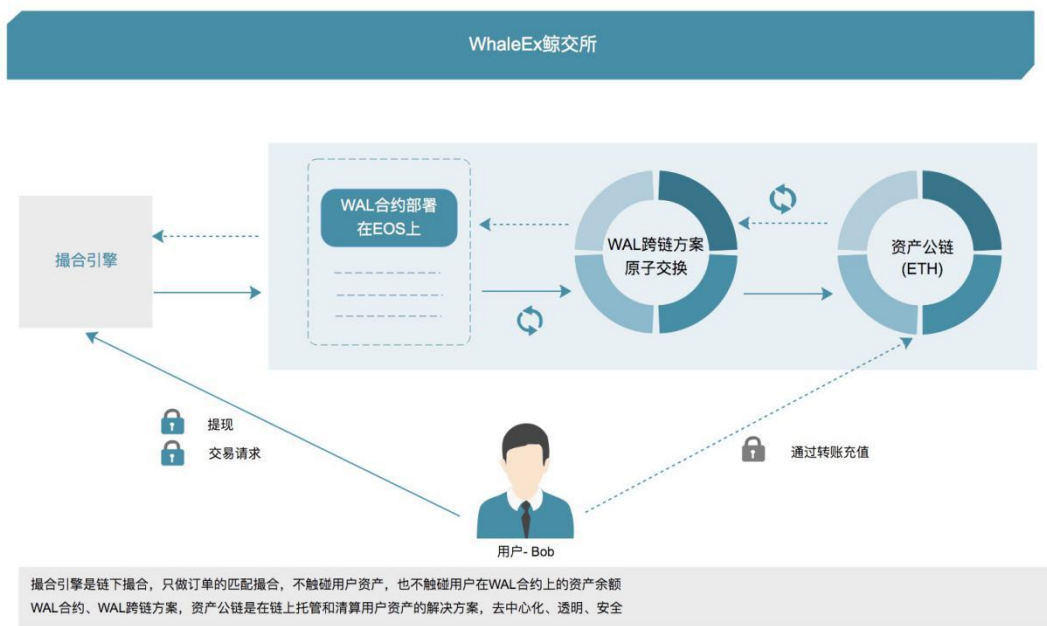 WhaleEx鲸交所
WAL合约部署
在EOS上
撮合引擎
WAL跨链方案
原子交换
资产公链
(ETH)
提现
交易请求
通过转账充值
用户- Bob
撮合引擎是链下撮合，只做订单的匹配撮合，不触碰用户资产，也不触碰用户在WAL合约上的资产余额
WAL合约、WAL跨链方案，资产公链是在链上托管和清算用户资产的解决方案，去中心化、透明、安全